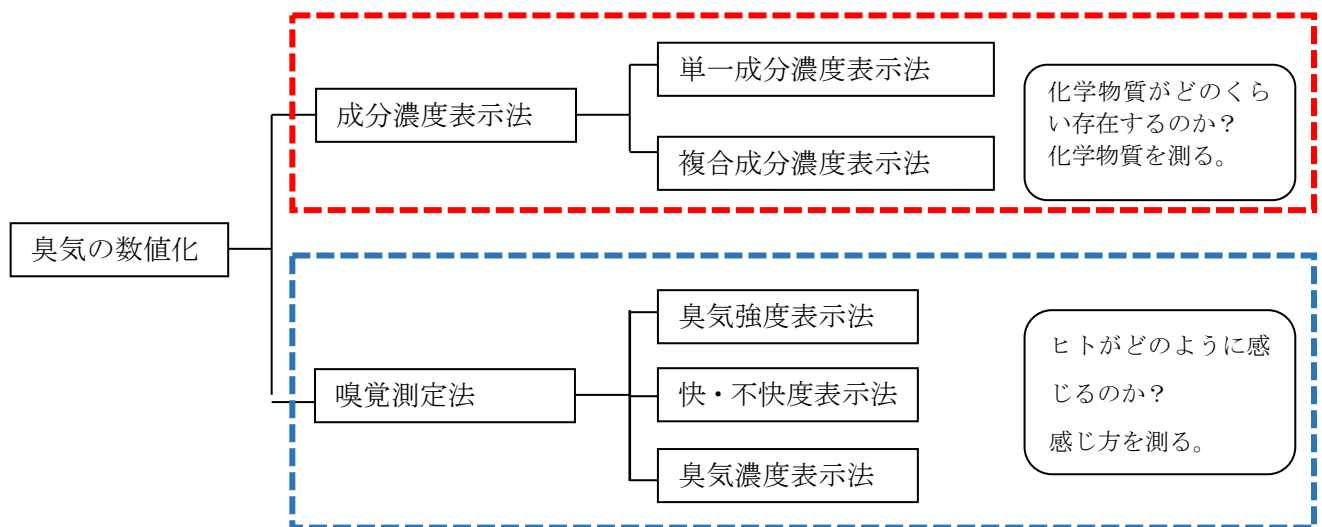 臭気の数値化
成分濃度表示法
単一成分濃度表示法
複合成分濃度表示法
化学物質がどのくら
い存在するのか？
化学物質を測る。
嗅覚測定法
臭気強度表示法
快・不快度表示法
臭気濃度表示法
ヒトがどのように感
じるのか？
感じ方を測る。